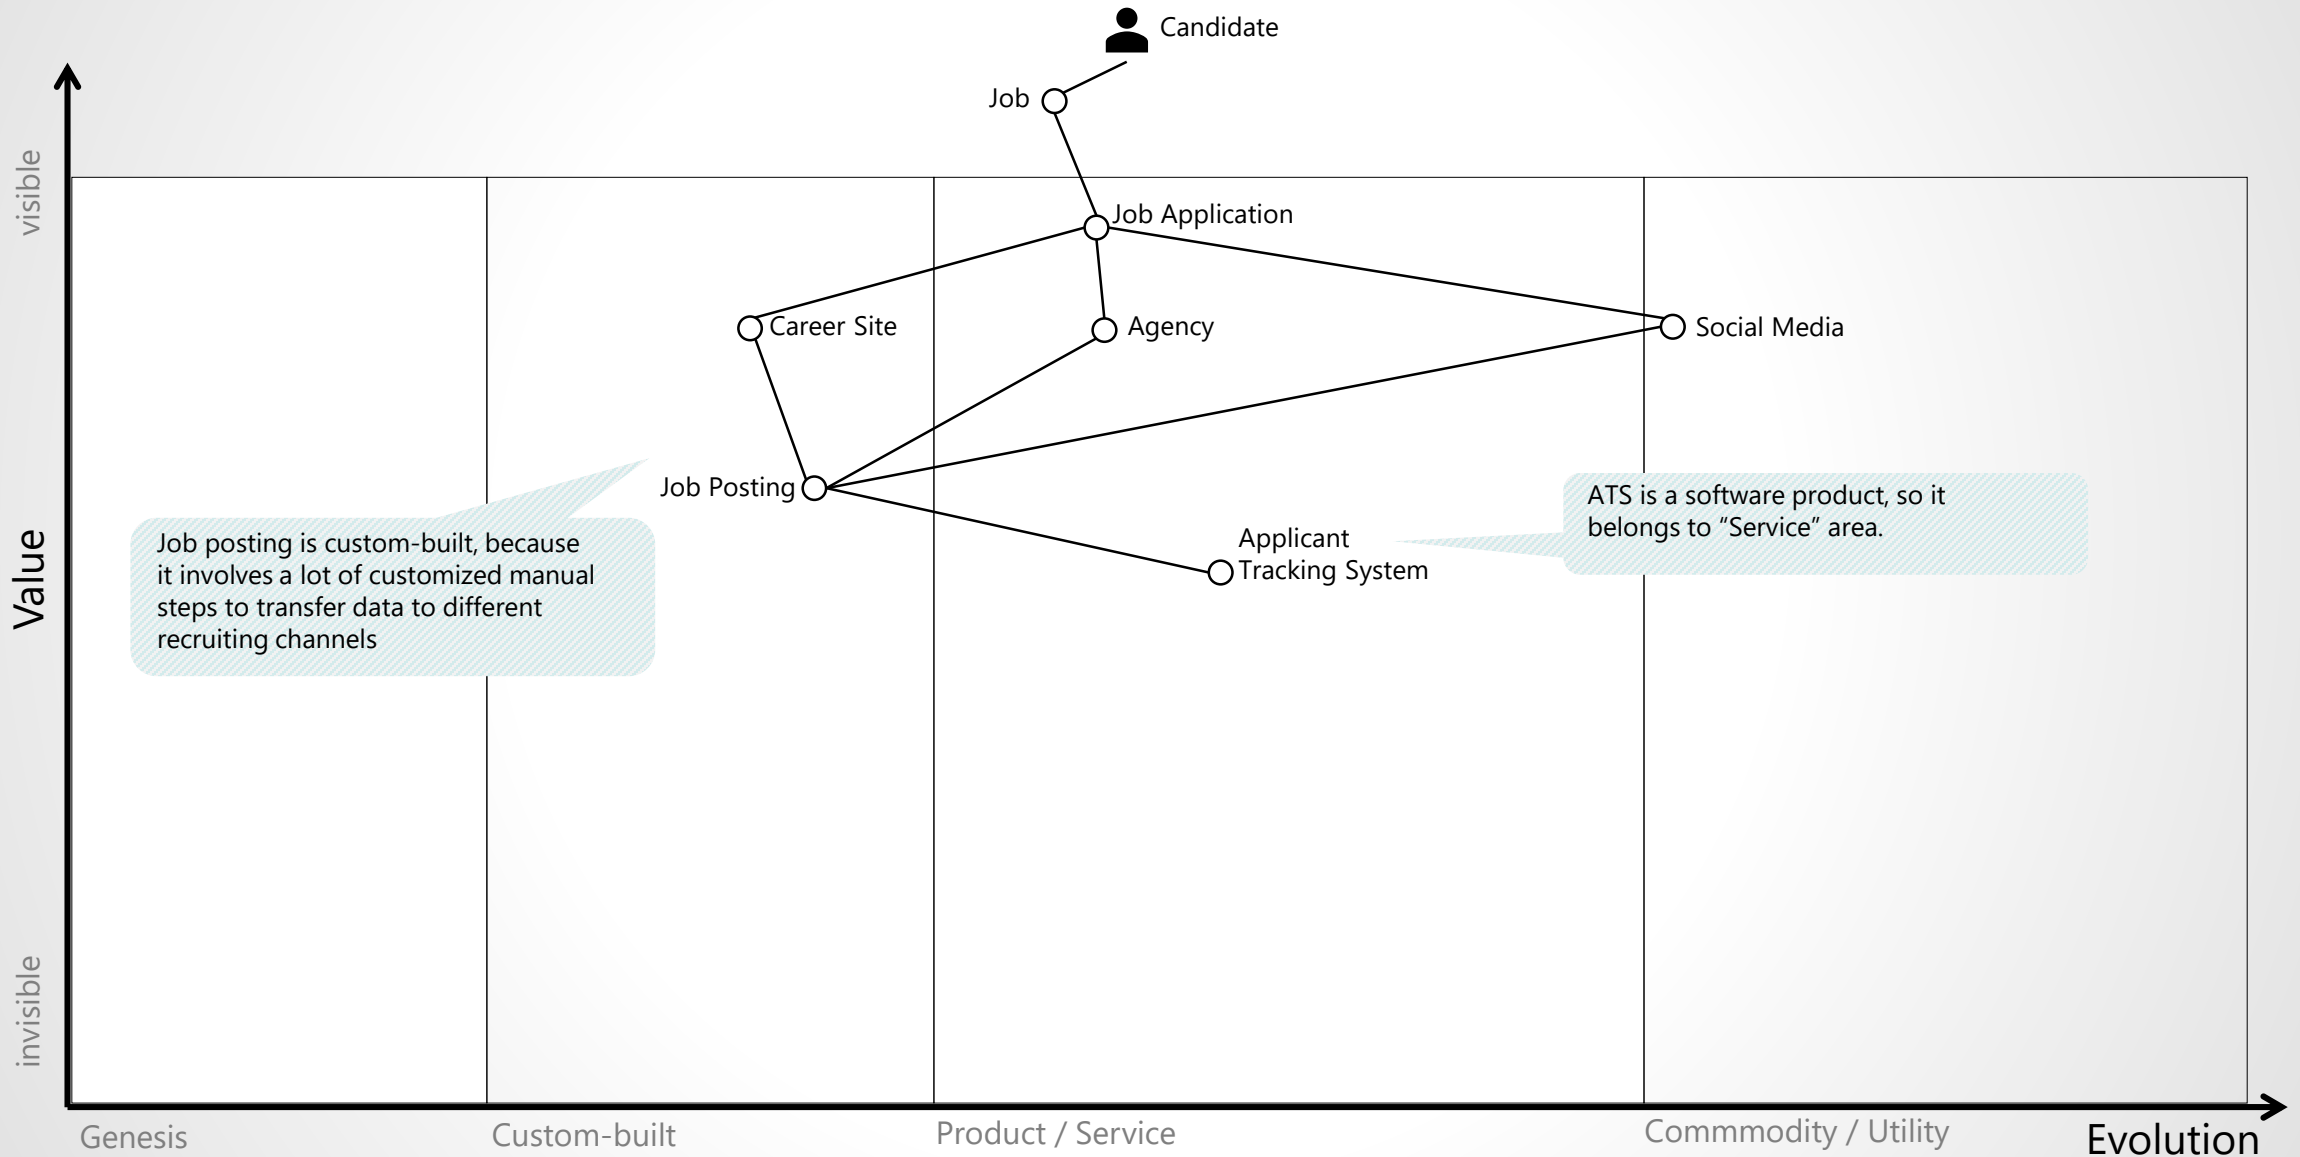 Candidate
Job
visible
Job Application
Career Site
Agency
Social Media
Job Posting
ATS is a software product, so it
belongs to “Service” area.
Job posting is custom-built, because
it involves a lot of customized manual
steps to transfer data to different
recruiting channels
Applicant
Tracking System
Value
invisible
Genesis
Custom-built
Product / Service
Commmodity / Utility
Evolution